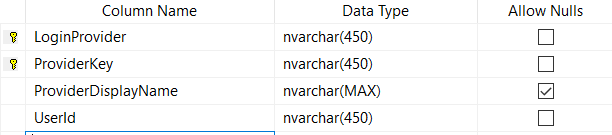 Column Name Data Type Allow Nulls
LoginProvider nvarchar(450)
ProviderKey nvarchar(450)
ProviderDisplayName nvarchar(MAX)
UserId nvarchar(450)